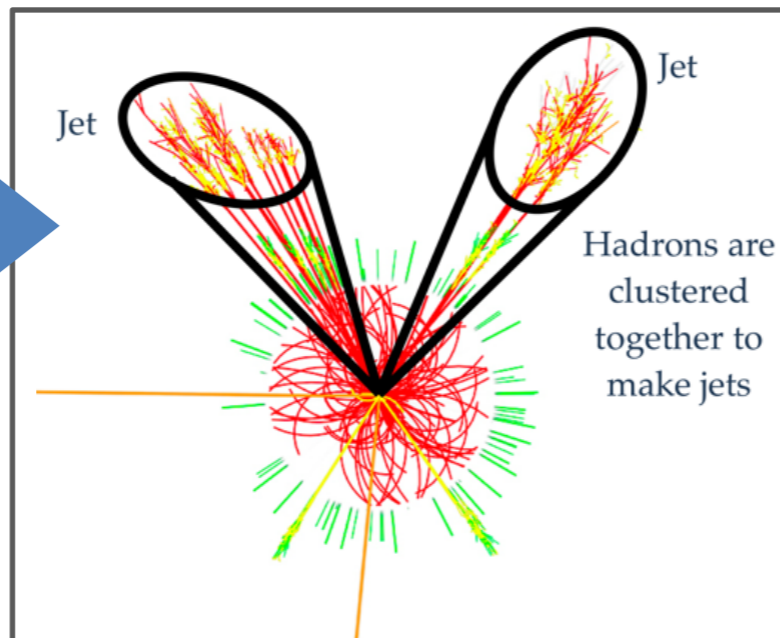 Jet
Jet
Hadrons are
clustered
together to
make jets